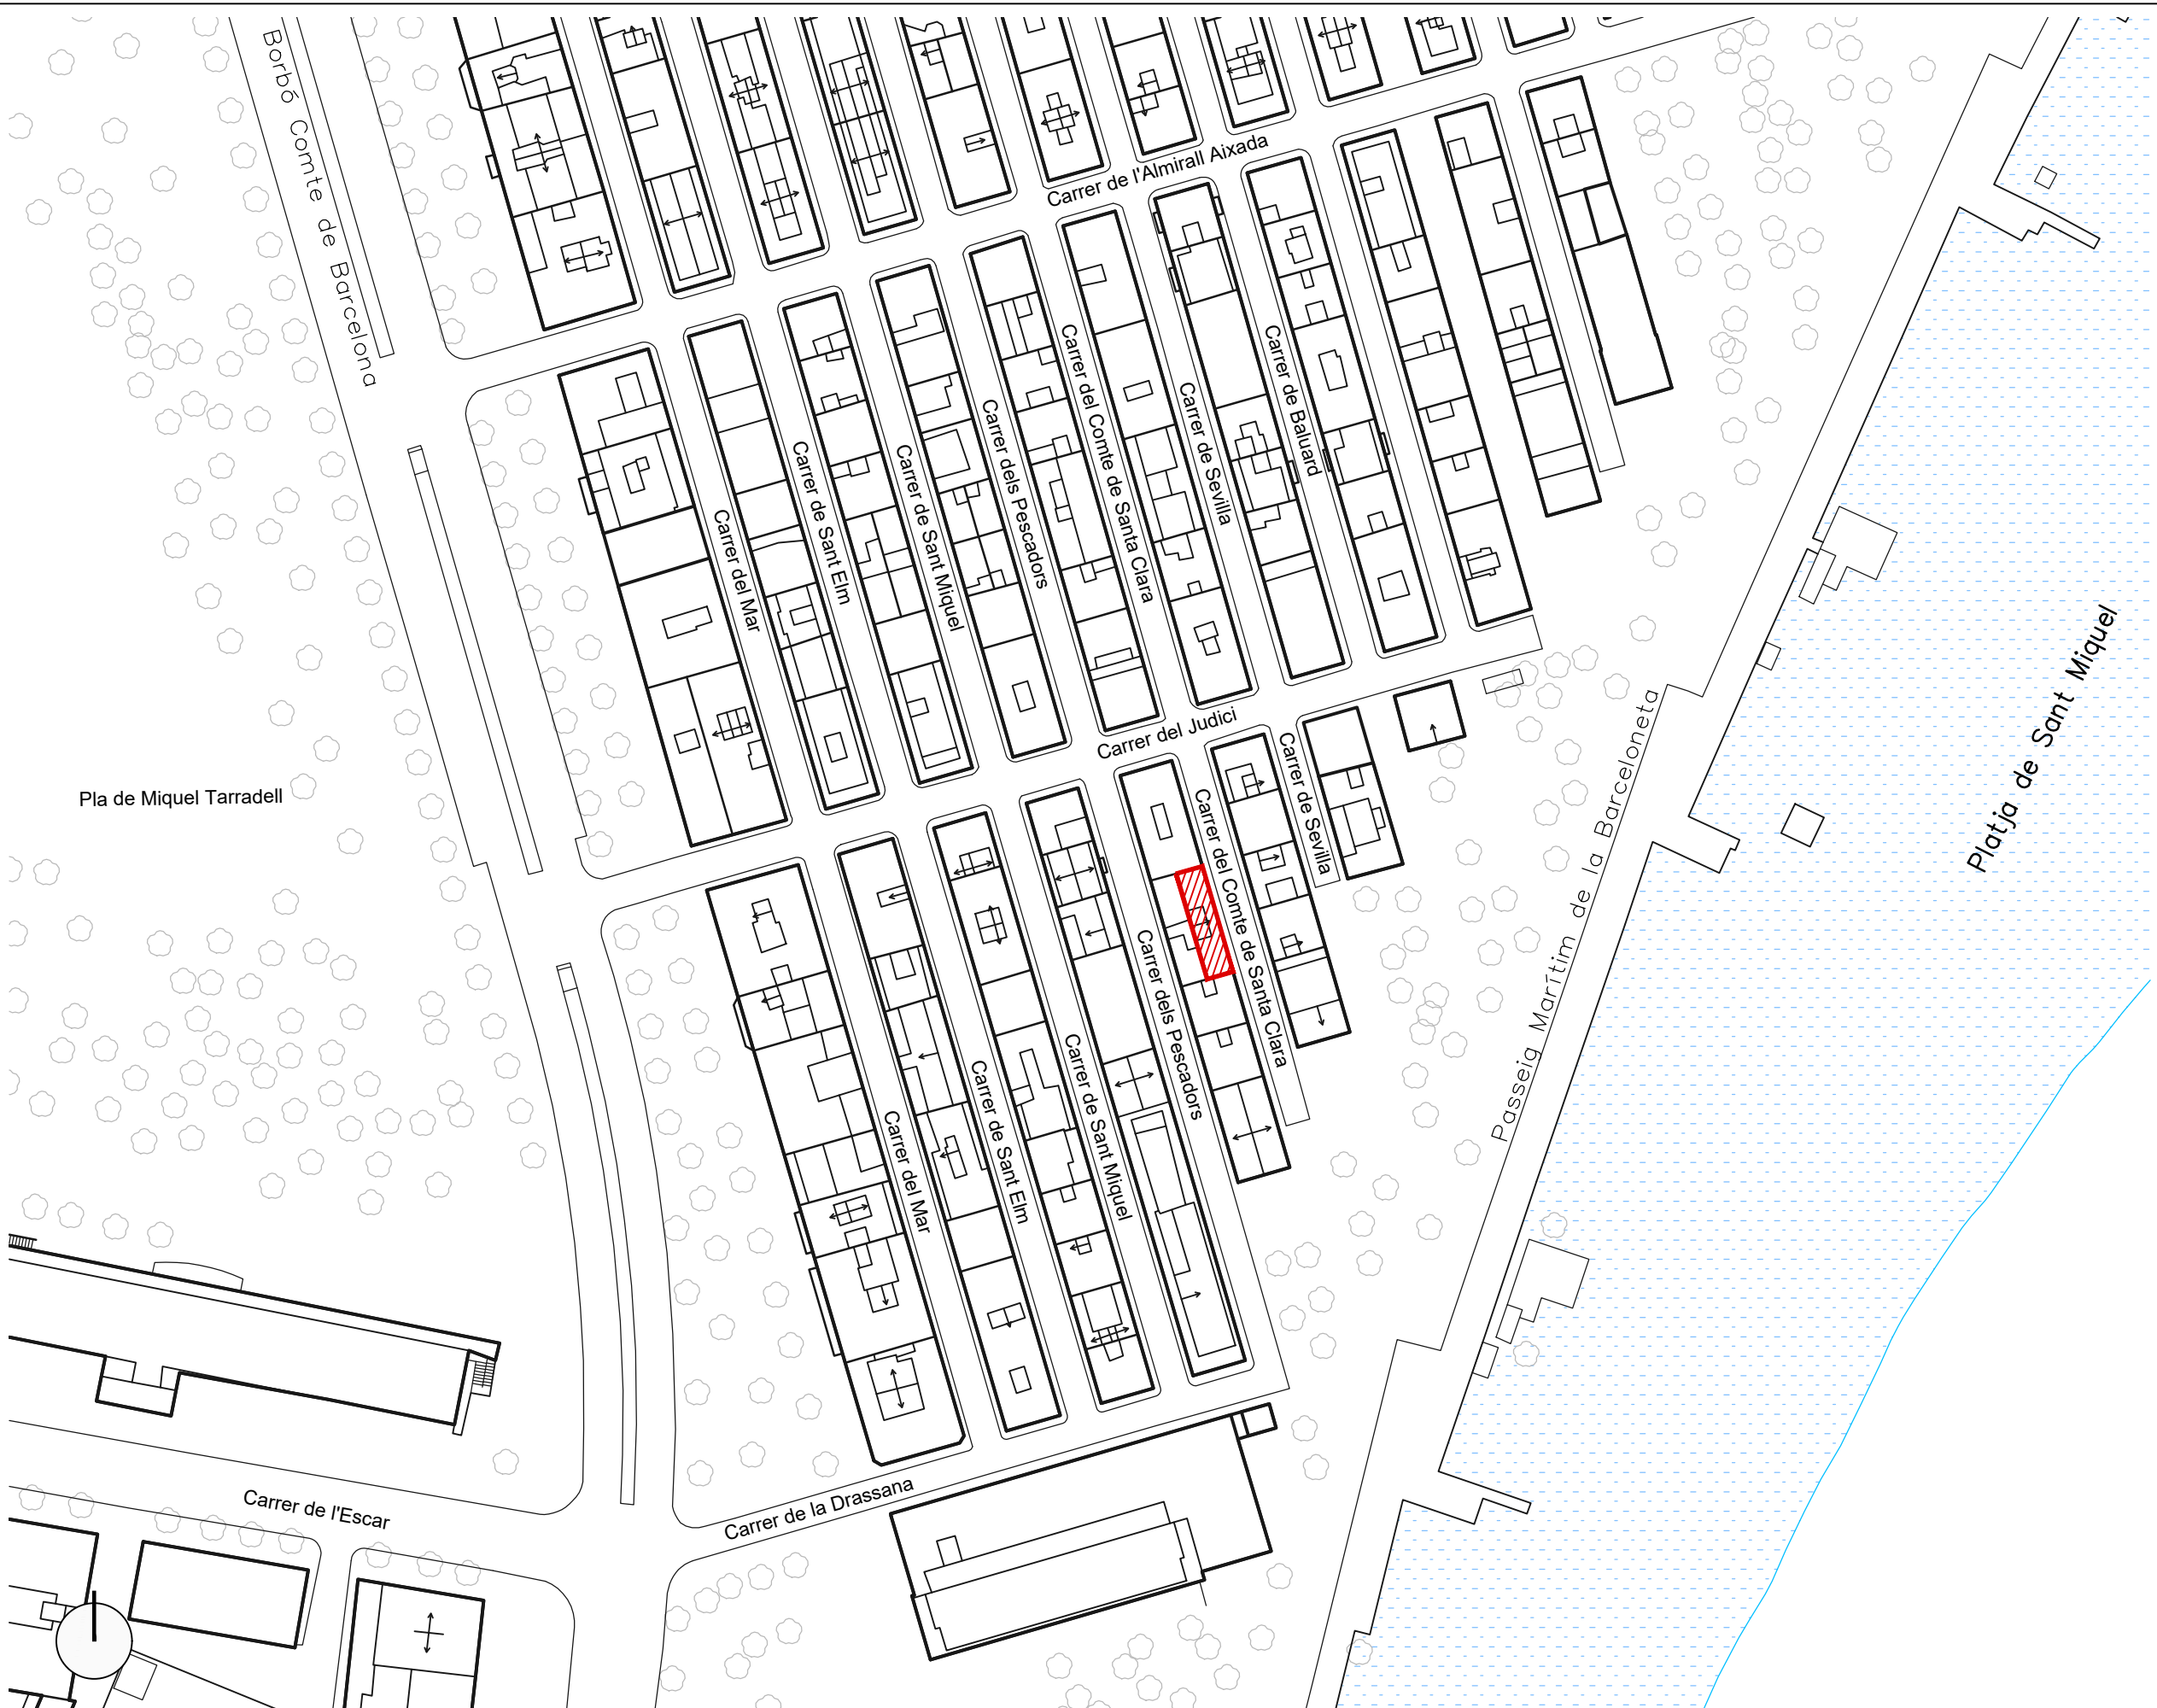 Borbó Comte de Barcelona
Carrer de l'Almirall Aixada
Carrer del Mar
Carrer de Sant Elm
Carrer de Sant Miquel
Carrer dels Pescadors
Carrer del Comte de Santa Clara
Carrer de Sevilla
Carrer de Baluard
Carrer del Judici
Pla de Miquel Tarradell
Carrer de Sevilla
Carrer del Comte de Santa Clara
Carrer dels Pescadors
Carrer de Sant Miquel
Carrer de Sant Elm
Carrer del Mar
Passeig Marítim de la Barceloneta
Platja de Sant Miquel
Carrer de l'Escar
Carrer de la Drassana